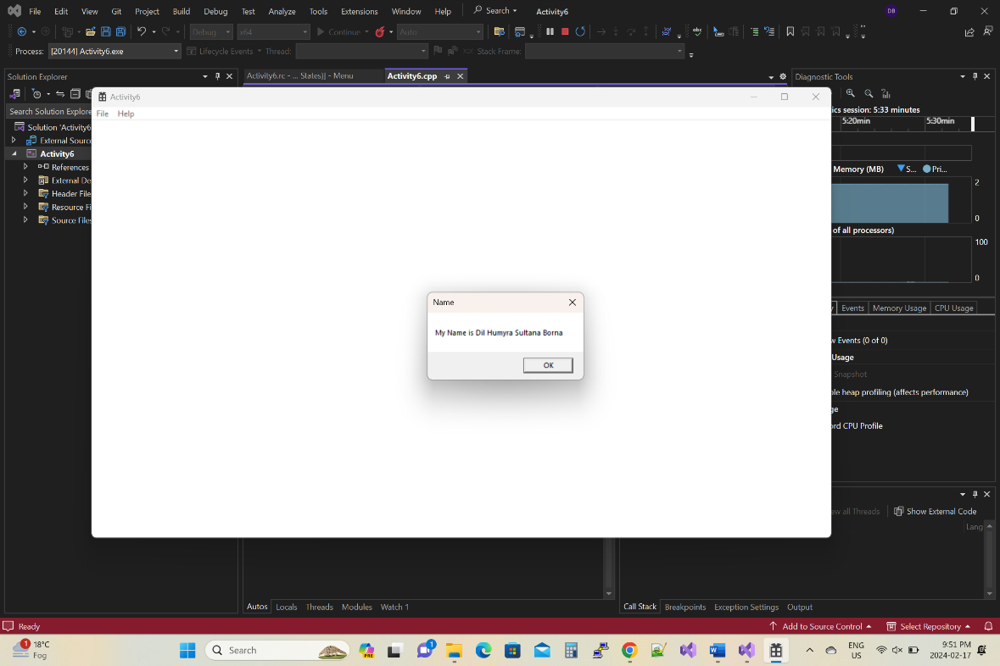 File Edit View Git Project Build Debug Test Analyze Tools Extensions Window Help Search Activity6 DB
Debug x64 Continue Auto
Process: [20144] Activity6.exe Lifecycle Events Thread: Stack Frame:
Solution Explorer
Activity6.rc - ... States)] - Menu Activity6.cpp
Diagnostic Tools
Search Solution Explore
Solution 'Activity6
External Source
Activity6
References
External De
Header File
Resource Fi
Source Files
Activity6
File Help
Name
My Name is Dil Humyra Sultana Borna
OK
ics session: 5:33 minutes
5:20min 5:30min
Memory (MB) S... Pri...
2
0
of all processors)
100
0
Events Memory Usage CPU Usage
w Events (0 of 0)
Usage
Snapshot
ple heap profiling (affects performance)
ge
ord CPU Profile
ew all Threads Show External Code
Lang
Autos Locals Threads Modules Watch 1
Call Stack Breakpoints Exception Settings Output
Ready Add to Source Control Select Repository
1
18°C
Fog
Search
PRE
1
ENG
US
9:51 PM
2024-02-17